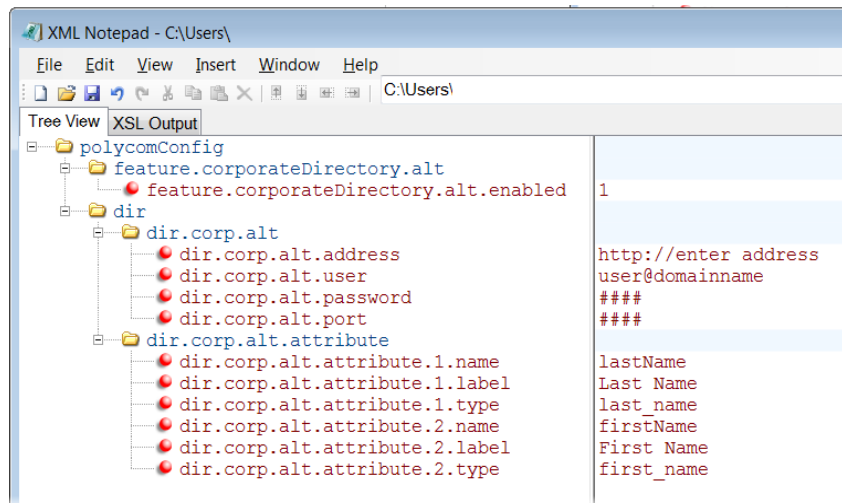 XML Notepad - C:\Users\
File Edit View Insert Window Help
C:\Users\
Tree View XSL Output
polycomConfig
feature.corporateDirectory.alt
feature.corporateDirectory.alt.enabled 1
dir
dir.corp.alt
dir.corp.alt.address http://enter address
dir.corp.alt.user user@domainname
dir.corp.alt.password ####
dir.corp.alt.port ####
dir.corp.alt.attribute
dir.corp.alt.attribute.1.name lastName
dir.corp.alt.attribute.1.label Last Name
dir.corp.alt.attribute.1.type last_name
dir.corp.alt.attribute.2.name firstName
dir.corp.alt.attribute.2.label First Name
dir.corp.alt.attribute.2.type first_name